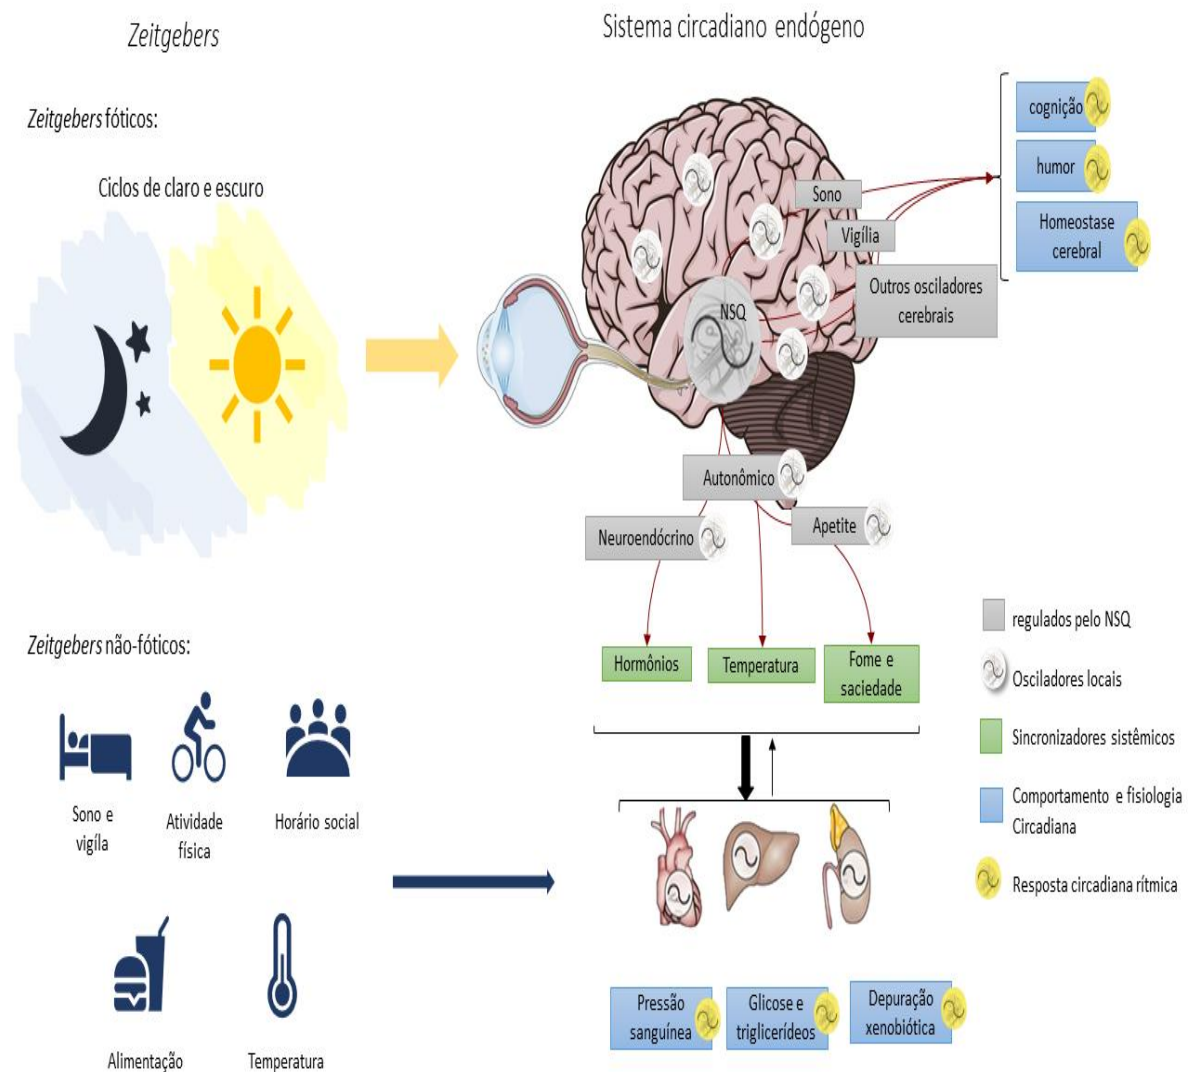 Zeitgebers
Zeitgebers fóticos:
Ciclos de claro e escuro
Zeitgebers não-fóticos:
Sono e
vigíla
Atividade
física
Horário social
Alimentação
Temperatura
Sistema circadiano endógeno
NSQ
Sono
Vigília
Outros osciladores
cerebrais
cognição
humor
Homeostase
cerebral
Autonômico
Neuroendócrino
Apetite
Hormônios
Temperatura
Fome e
saciedade
Pressão
sanguínea
Glicose e
triglicerídeos
Depuração
xenobiótica
regulados pelo NSQ
Osciladores locais
Sincronizadores sistêmicos
Comportamento e fisiologia
Circadiana
Resposta circadiana rítmica